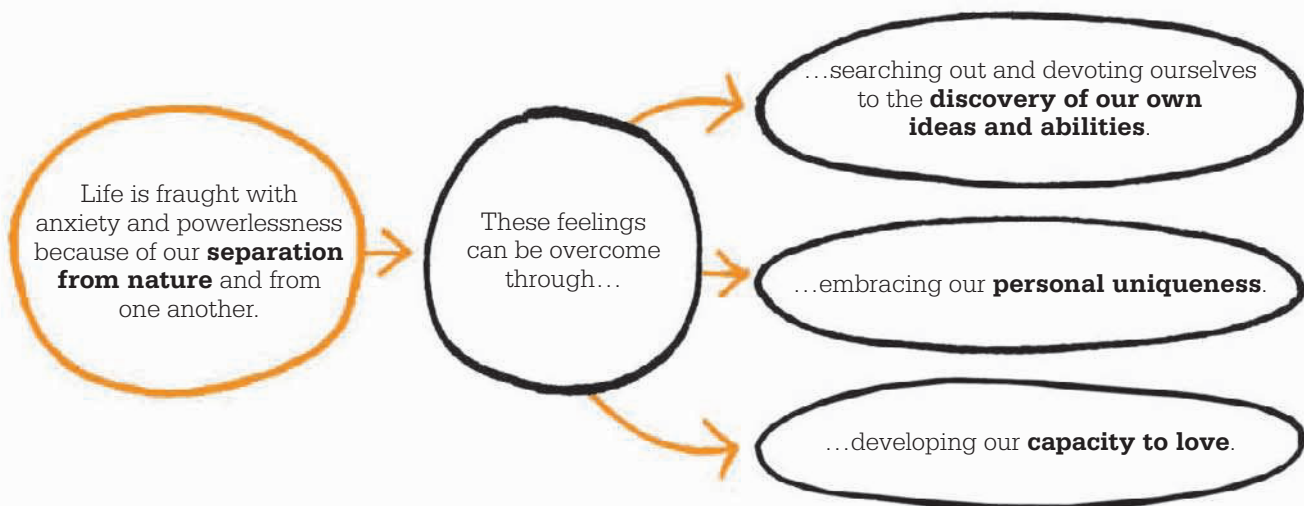 Life is fraught with
anxiety and powerlessness
because of our separation
from nature and from
one another.
These feelings
can be overcome
through…
…searching out and devoting ourselves
to the discovery of our own
ideas and abilities.
…embracing our personal uniqueness.
…developing our capacity to love.